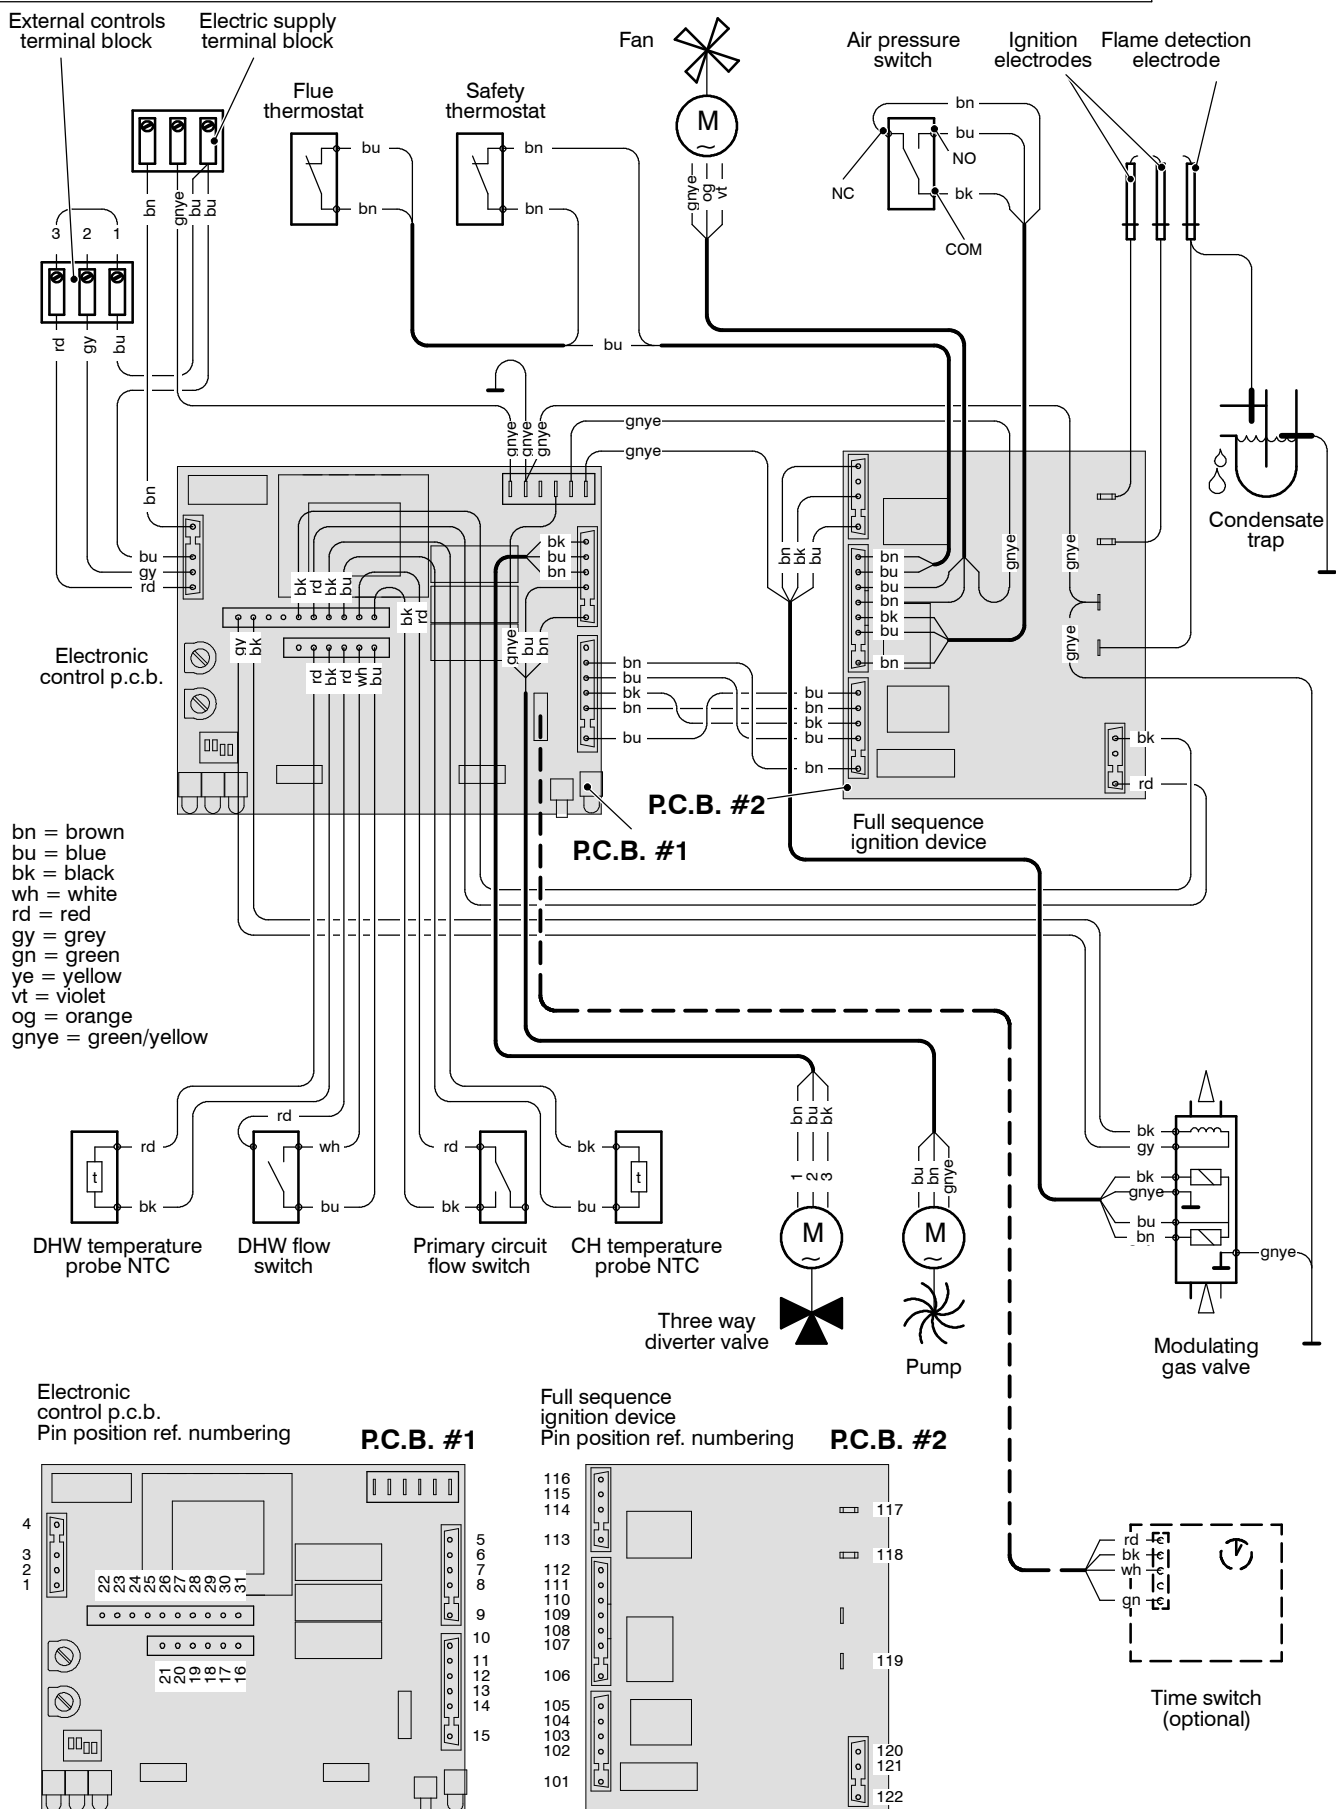 External controls
terminal block
Electric supply
terminal block
Fan
Air pressure
switch
Ignition
electrodes
Flame detection
electrode
Flue
thermostat
Safety
thermostat
M
~
bn
bu
NO
NC
bk
COM
bu
bn
bn
bn
gnye
og
vt
bn
gnye
bu
bu
3 2 1
rd
gy
bu
bu
gnye
gnye
gnye
gnye
gnye
bn
bu
gy
rd
bk
rd
bk
bu
bk
rd
gy
bk
rd
bk
rd
wh
bu
bk
bu
bn
gnye
bu
bn
bn
bk
bu
bn
bu
bu
bn
bk
bu
bn
gnye
gnye
gnye
Condensate
trap
Electronic
control p.c.b.
bn
bu
bk
bn
bu
bu
bn
bk
bu
bn
bk
rd
P.C.B. #2
P.C.B. #1
Full sequence
ignition device
bn = brown
bu = blue
bk = black
wh = white
rd = red
gy = grey
gn = green
ye = yellow
vt = violet
og = orange
gnye = green/yellow
rd
t
rd
bk
wh
bu
rd
bk
bk
t
bu
bn
bu
bk
1
2
3
bu
bn
gnye
M
~
M
~
bk
gy
bk
gnye
bu
bn
gnye
DHW temperature
probe NTC
DHW flow
switch
Primary circuit
flow switch
CH temperature
probe NTC
Three way
diverter valve
Pump
Modulating
gas valve
Electronic
control p.c.b.
Pin position ref. numbering
P.C.B. #1
Full sequence
ignition device
Pin position ref. numbering
P.C.B. #2
4
3
2
1
22 23 24 25 26 27 28 29 30 31
21 20 19 18 17 16
5
6
7
8
9
10
11
12
13
14
15
116
115
114
113
112
111
110
109
108
107
106
105
104
103
102
101
117
118
119
120
121
122
rd
bk
wh
gn
c
c
c
c
c
Time switch
(optional)